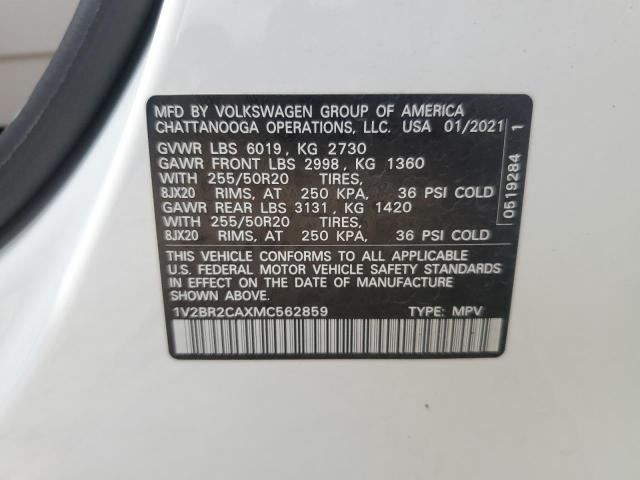 MFD BY VOLKSWAGEN GROUP OF AMERICA
CHATTANOOGA OPERATIONS, LLC. USA 01/2021
GVWR LBS 6019, KG 2730
GAWR FRONT LBS 2998, KG 1360
WITH 255/50R20 TIRES,
8JX20 RIMS, AT 250 KPA, 36 PSI COLD
GAWR REAR LBS 3131, KG 1420
WITH 255/50R20 TIRES,
8JX20 RIMS, AT 250 KPA, 36 PSI COLD
THIS VEHICLE CONFORMS TO ALL APPLICABLE
U.S. FEDERAL MOTOR VEHICLE SAFETY STANDARDS
IN EFFECT ON THE DATE OF MANUFACTURE
SHOWN ABOVE.
1V2BR2CAXMC562859 TYPE: MPV
0519284 1